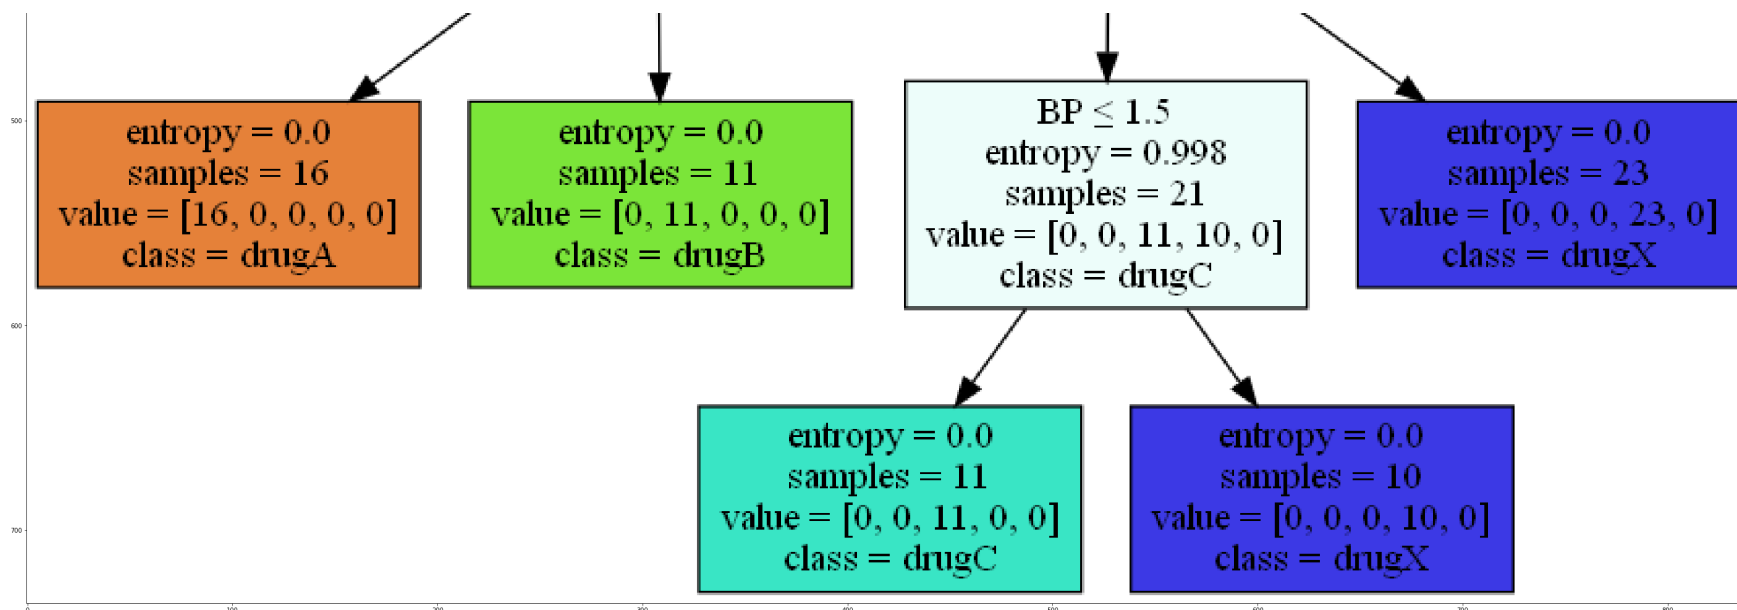 entropy = 0.0
samples = 16
value = [16, 0, 0, 0, 0]
class = drugA
entropy = 0.0
samples = 11
value = [0, 11, 0, 0, 0]
class = drugB
BP ≤ 1.5
entropy = 0.998
samples = 21
value = [0, 0, 11, 10, 0]
class = drugC
entropy = 0.0
samples = 23
value = [0, 0, 0, 23, 0]
class = drugX
entropy = 0.0
samples = 11
value = [0, 0, 11, 0, 0]
class = drugC
entropy = 0.0
samples = 10
value = [0, 0, 0, 10, 0]
class = drugX
500
600
700